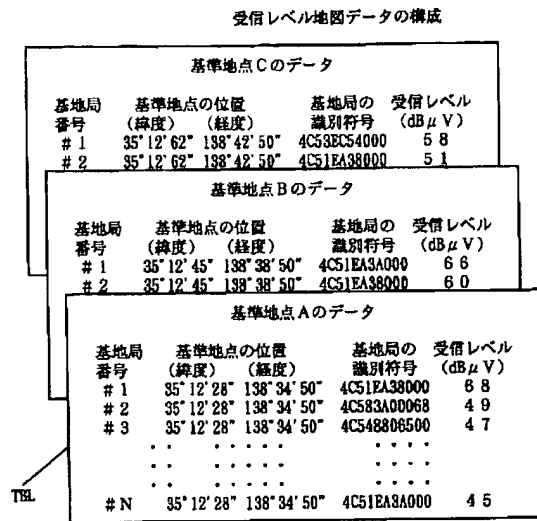 受信レベル地図データの構成
基準地点Cのデータ
基地局 基準地点の位置 基地局の 受信レベル
番号 (緯度) (経度)識別符号 (dBμV)
#1 35°12'62" 138°42'50" 4C53EC54000 58
#2 35°12'62" 138°42'50" 4C51EA38000 51
基準地点Bのデータ
基地局 基準地点の位置 基地局の 受信レベル
番号 (緯度) (経度)識別符号 (dBμV)
#1 35°12'45" 138°38'50" 4C51EA3A000 66
#2 35°12'45" 138°38'50" 4C51EA38000 60
基準地点Aのデータ
基地局 基準地点の位置 基地局の 受信レベル
番号 (緯度) (経度)識別符号 (dBμV)
#1 35°12'28" 138°34'50" 4C51EA38000 68
#2 35°12'28" 138°34'50" 4C583A00068 49
#3 35°12'28" 138°34'50" 4C548806500 47
・・ ・・・・・ ・・・・
・・ ・・・・・ ・・・・
#N 35°12'28" 138°34'50" 4C51EA3A000 45
TBL